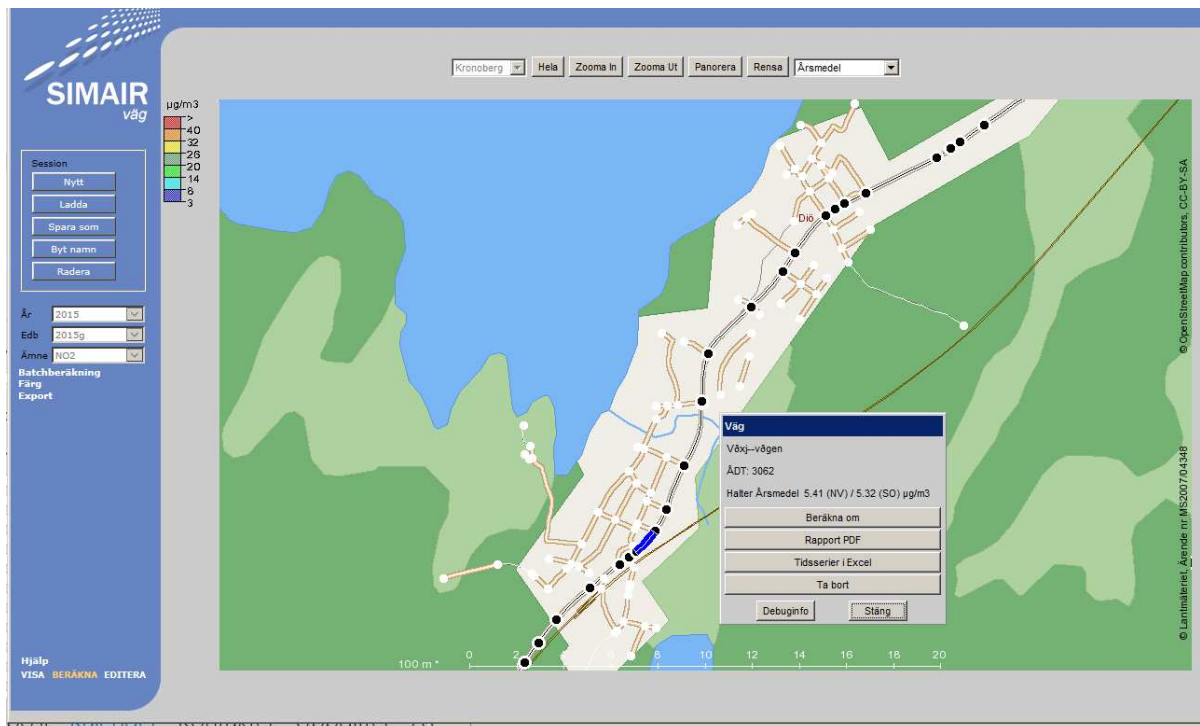 SIMAIR
väg
Session
Nytt
Ladda
Spara som
Byt namn
Radera
År 2015
Edb 2015g
Ämne NO2
Batchberäkning
Färg
Export
Hjälp
VISA BERÄKNA EDITERA
Kronoberg Hela Zooma In Zooma Ut Panorera Rensa Årsmedel
µg/m3
>
40
32
26
20
14
8
3
Diö
Väg
Våxj--vägen
ÅDT: 3062
Halter Årsmedel 5.41 (NV) / 5.32 (SO) µg/m3
Beräkna om
Rapport PDF
Tidsserier i Excel
Ta bort
Debuginfo Stäng
100 m * 0 2 4 6 8 10 12 14 16 18 20
© OpenStreetMap contributors, CC-BY-SA
© Lantmäteriet, Ärende nr MS2007/04348